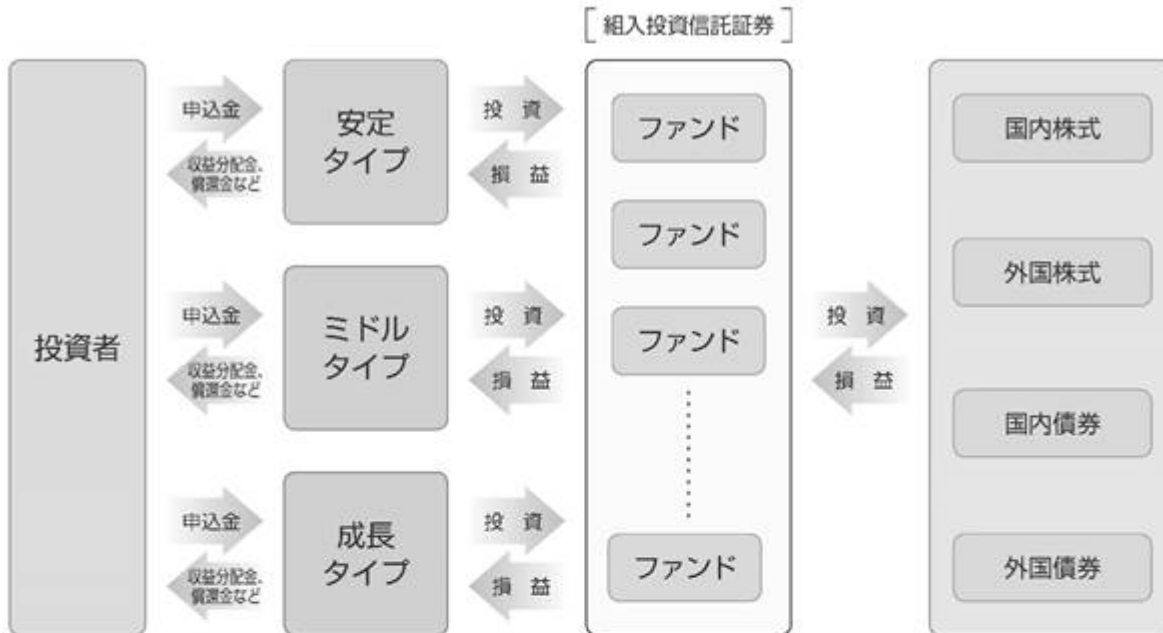 [組入投資信託証券]
投資者
申込金
収益分配金、
償還金など
安定
タイプ
投 資
損 益
申込金
収益分配金、
償還金など
ミドル
タイプ
投 資
損 益
申込金
収益分配金、
償還金など
成長
タイプ
投 資
損 益
ファンド
ファンド
ファンド
ファンド
投 資
損 益
国内株式
外国株式
国内債券
外国債券